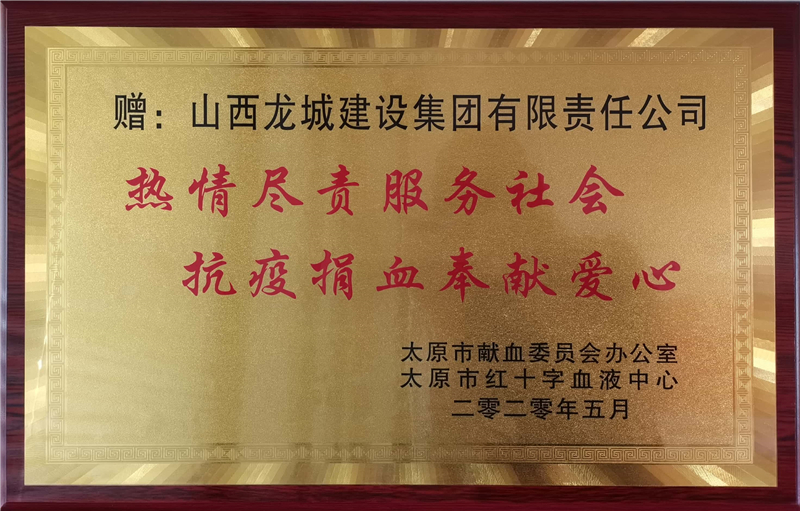 赠：山西龙城建设集团有限责任公司
热情尽责服务社会
抗疫捐血奉献爱心
太原市献血委员会办公室
太原市红十字血液中心
二零二零年五月